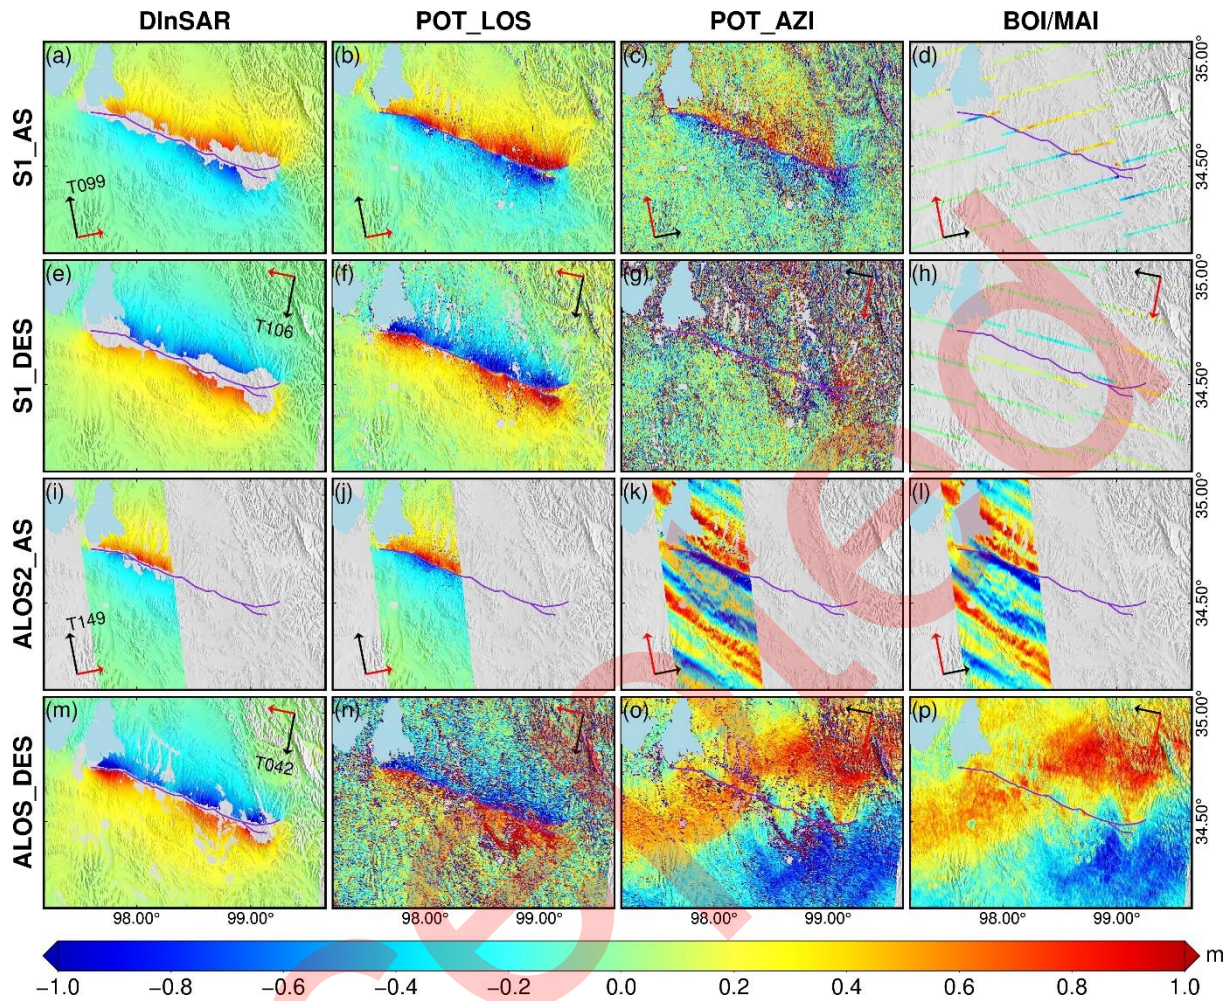 DInSAR POT_LOS POT_AZI BOI/MAI
S1_AS
(a) (b) (c) (d)
35.00°
34.50°
T099
S1_DES
(e) (f) (g) (h)
35.00°
34.50°
T106
ALOS2_AS
(i) (j) (k) (l)
35.00°
34.50°
T149
ALOS_DES
(m) (n) (o) (p)
35.00°
34.50°
T042
98.00° 99.00° 98.00° 99.00° 98.00° 99.00° 98.00° 99.00°
m
−1.0 −0.8 −0.6 −0.4 −0.2 0.0 0.2 0.4 0.6 0.8 1.0